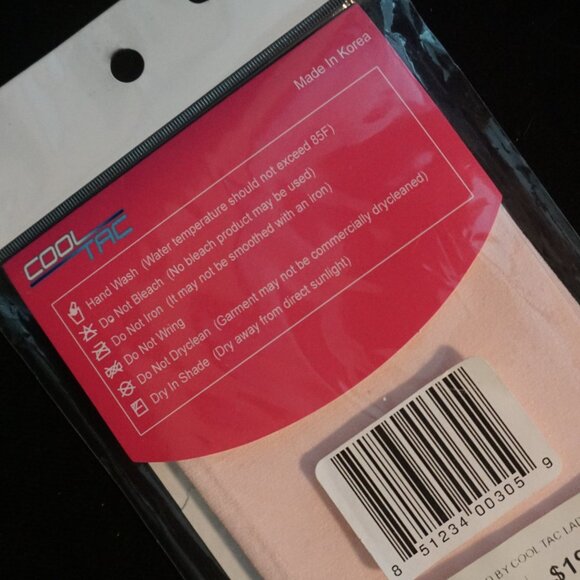 Made In Korea
COOL
TAC
Hand Wash (Water temperature should not exceed 85F)
Do Not Bleach (No bleach product may be used)
Do Not Iron (It may not be smoothed with an iron)
Do Not Wring
Do Not Dryclean (Garment may not be commercially drycleaned)
Dry In Shade (Dry away from direct sunlight)
8 51234 00305 9
BY COOL TAC